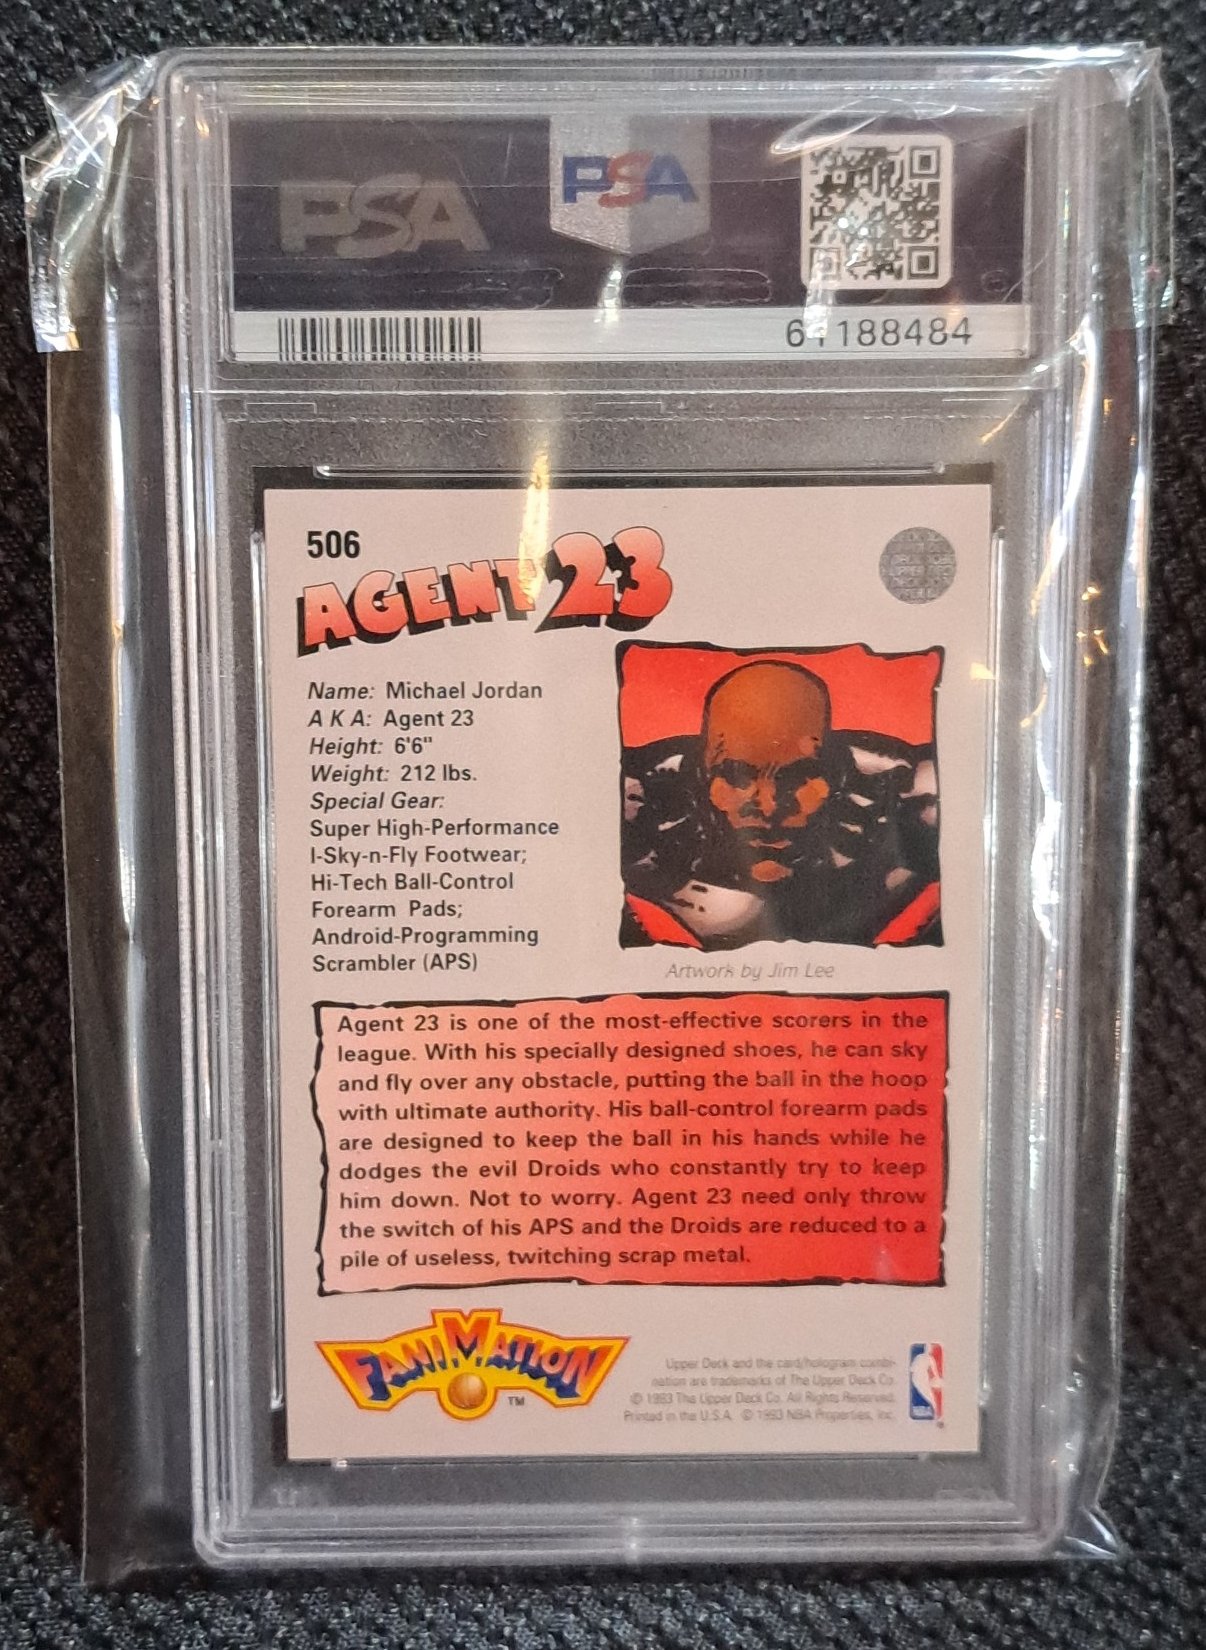 PSA
PSA
61188484
506
AGENT 23
Name: Michael Jordan
A K A: Agent 23
Height: 6'6"
Weight: 212 lbs.
Special Gear:
Super High-Performance
I-Sky-n-Fly Footwear;
Hi-Tech Ball-Control
Forearm Pads;
Android-Programming
Scrambler (APS)
Artwork by Jim Lee
Agent 23 is one of the most-effective scorers in the
league. With his specially designed shoes, he can sky
and fly over any obstacle, putting the ball in the hoop
with ultimate authority. His ball-control forearm pads
are designed to keep the ball in his hands while he
dodges the evil Droids who constantly try to keep
him down. Not to worry. Agent 23 need only throw
the switch of his APS and the Droids are reduced to a
pile of useless, twitching scrap metal.
FANIMATION TM
Upper Deck and the card/hologram combi-
nation are trademarks of The Upper Deck Co.
© 1993 The Upper Deck Co. All Rights Reserved.
Printed in the U.S.A. © 1993 NBA Properties, Inc.
NBA